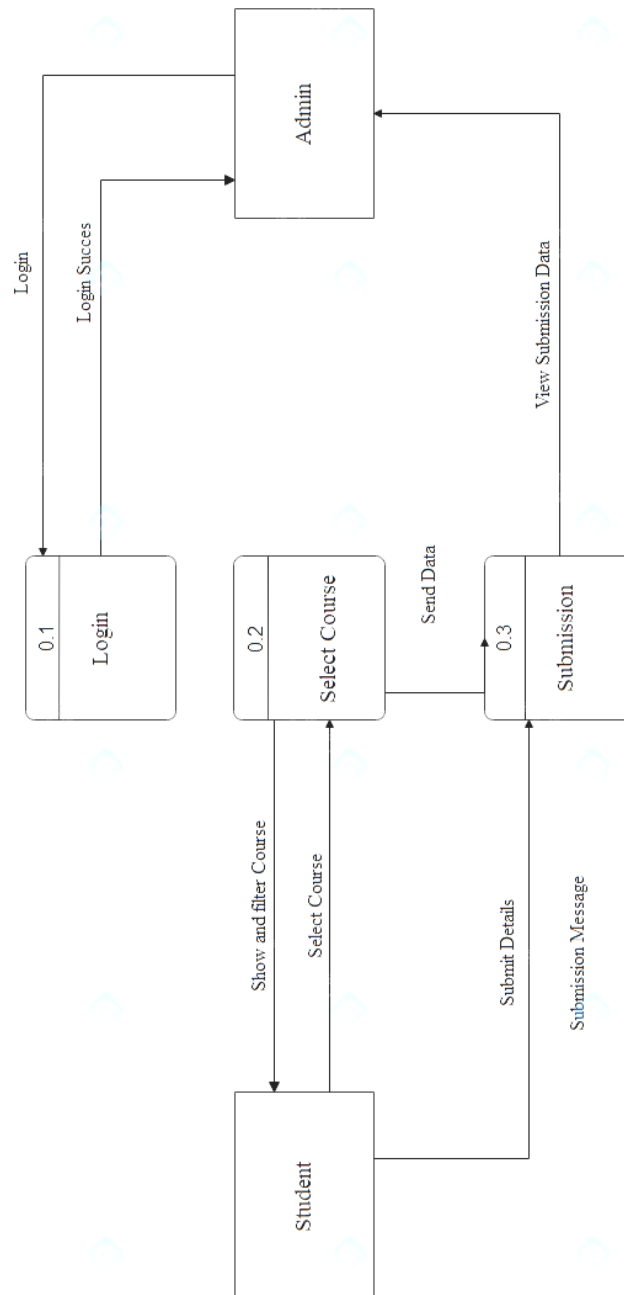 Student
Show and filter Course
Select Course
Submit Details
Submission Message
0.1
Login
0.2
Select Course
Send Data
0.3
Submission
Login
Login Succes
View Submission Data
Admin